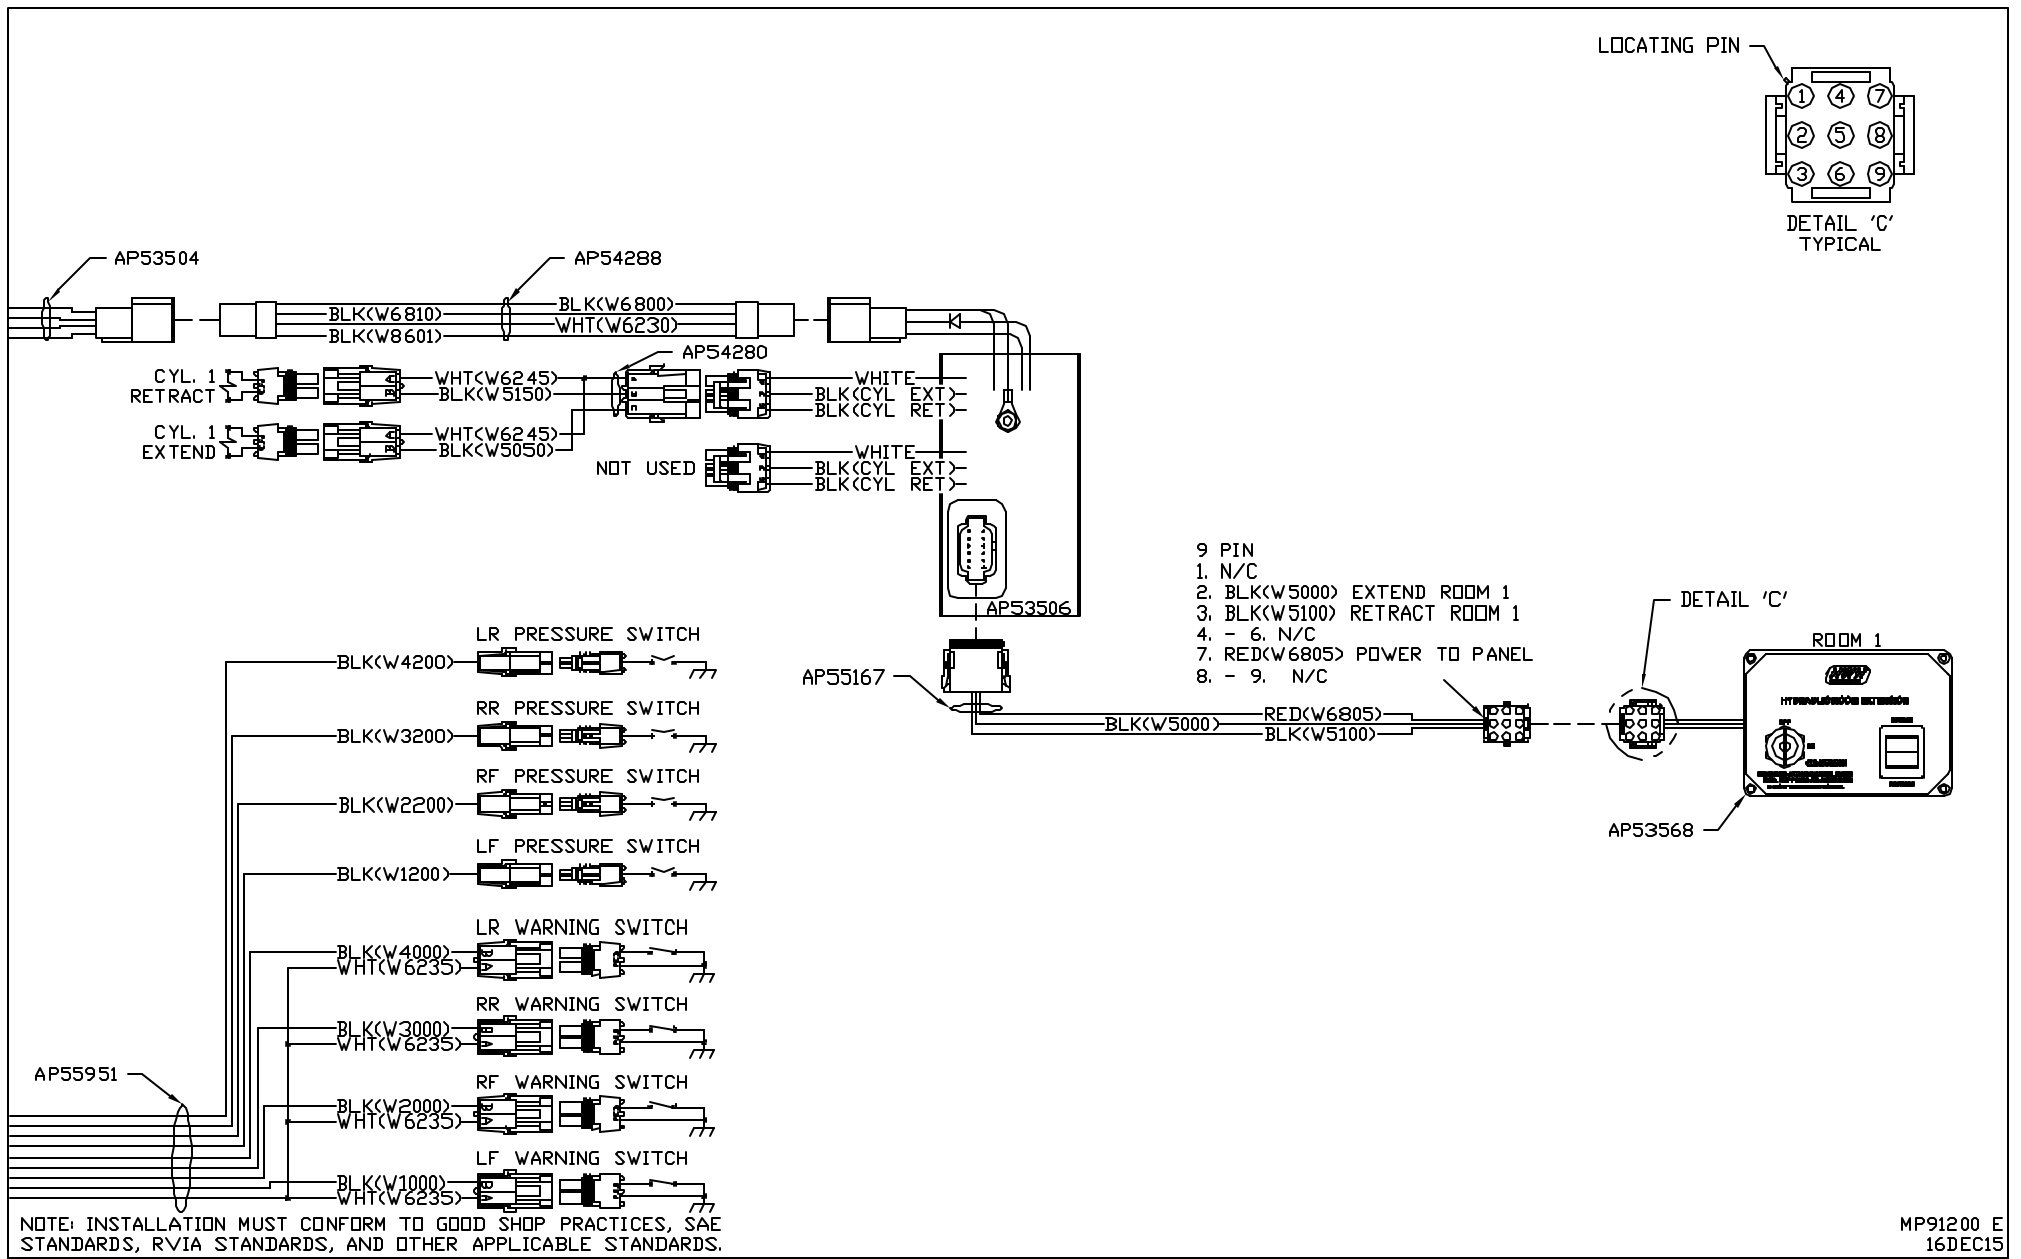 LOCATING PIN
1 4 7
2 5 8
3 6 9
DETAIL 'C'
TYPICAL
AP53504
AP54288
BLK(W6800)
BLK(W6810)
WHT(W6230)
BLK(W8601)
AP54280
CYL. 1
RETRACT
WHT(W6245)
BLK(W5150)
WHITE
BLK(CYL EXT)
BLK(CYL RET)
CYL. 1
EXTEND
WHT(W6245)
BLK(W5050)
NOT USED
WHITE
BLK(CYL EXT)
BLK(CYL RET)
AP53506
9 PIN
1. N/C
2. BLK(W5000) EXTEND ROOM 1
3. BLK(W5100) RETRACT ROOM 1
4. - 6. N/C
7. RED(W6805) POWER TO PANEL
8. - 9. N/C
DETAIL 'C'
ROOM 1
AP55167
RED(W6805)
BLK(W5000)
BLK(W5100)
HWH
OFF
AP53568
LR PRESSURE SWITCH
BLK(W4200)
RR PRESSURE SWITCH
BLK(W3200)
RF PRESSURE SWITCH
BLK(W2200)
LF PRESSURE SWITCH
BLK(W1200)
LR WARNING SWITCH
BLK(W4000)
WHT(W6235)
RR WARNING SWITCH
BLK(W3000)
WHT(W6235)
AP55951
RF WARNING SWITCH
BLK(W2000)
WHT(W6235)
LF WARNING SWITCH
BLK(W1000)
WHT(W6235)
NOTE: INSTALLATION MUST CONFORM TO GOOD SHOP PRACTICES, SAE
STANDARDS, RVIA STANDARDS, AND OTHER APPLICABLE STANDARDS.
MP91200 E
16DEC15